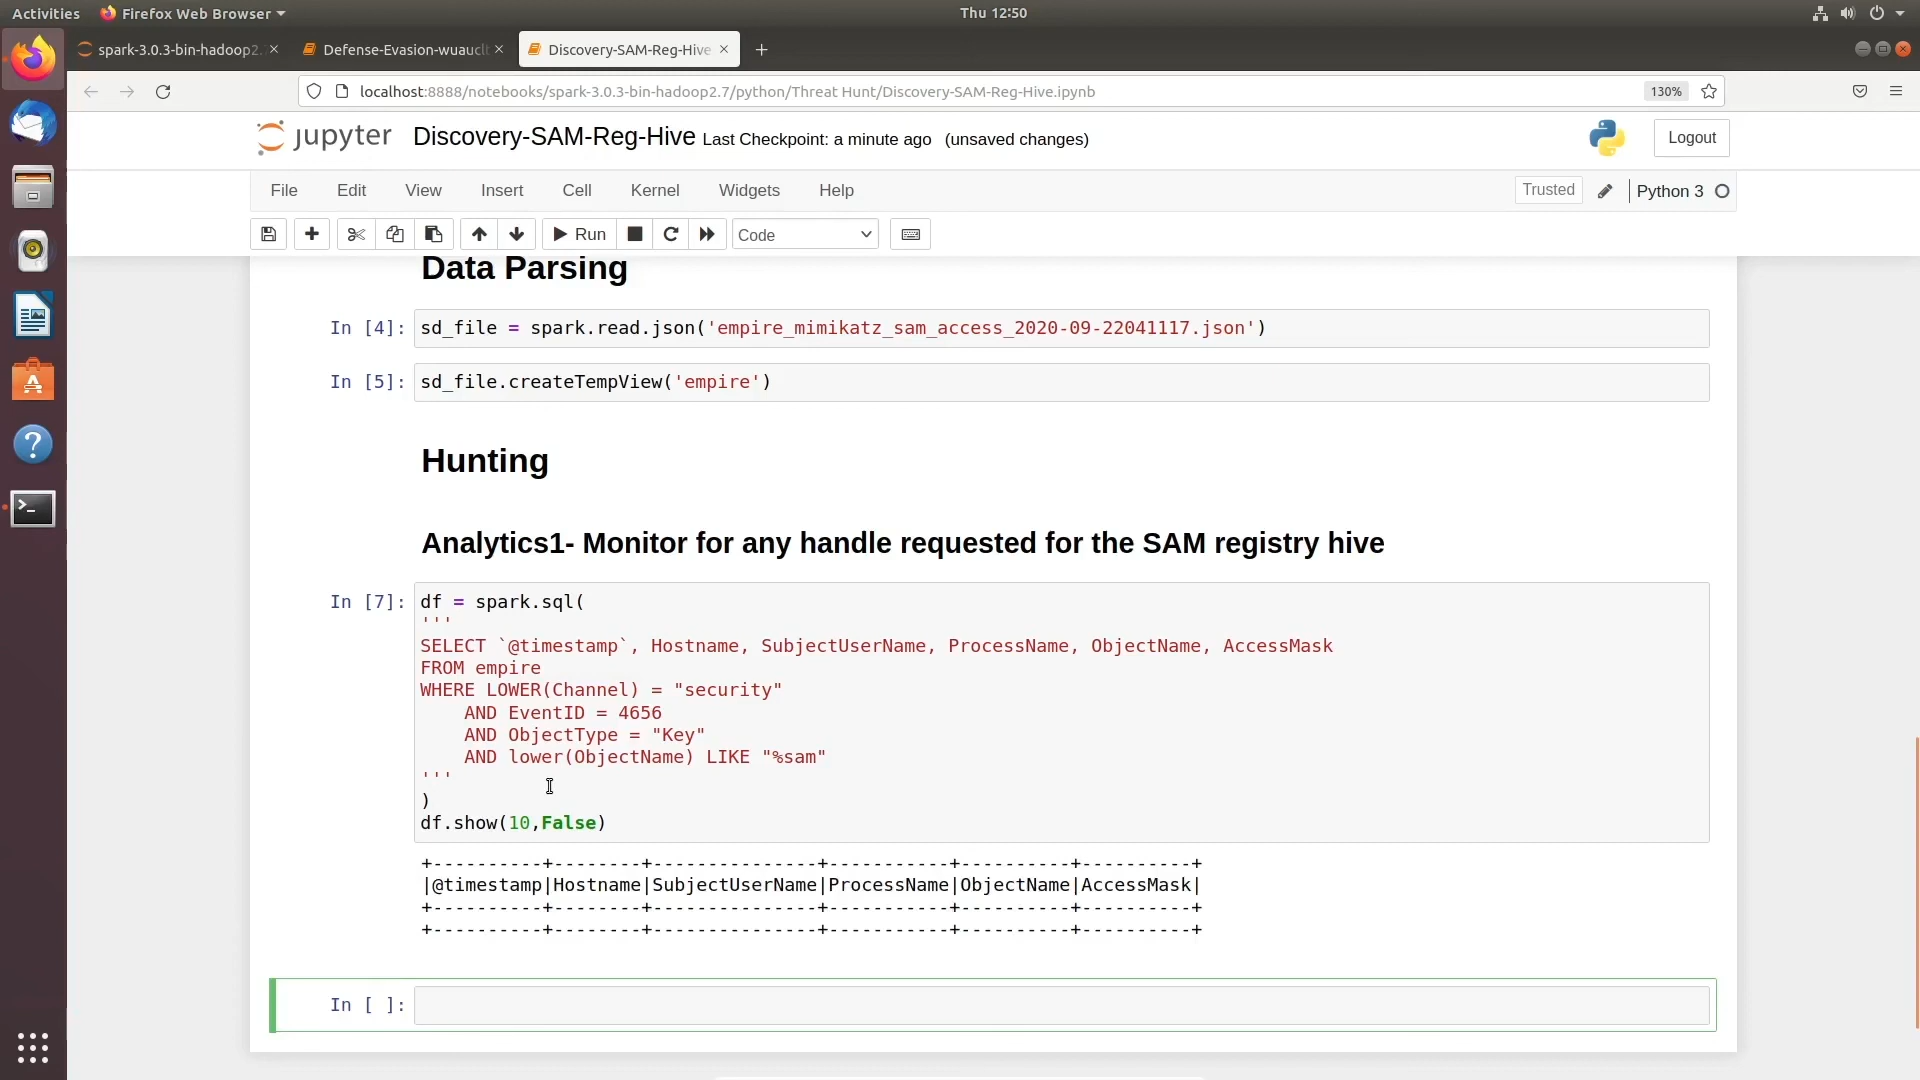 Activities Firefox Web Browser Thu 12:50
spark-3.0.3-bin-hadoop2. Defense-Evasion-wuauclt Discovery-SAM-Reg-Hive
localhost:8888/notebooks/spark-3.0.3-bin-hadoop2.7/python/Threat Hunt/Discovery-SAM-Reg-Hive.ipynb 130%
jupyter Discovery-SAM-Reg-Hive Last Checkpoint: a minute ago (unsaved changes) Logout
File Edit View Insert Cell Kernel Widgets Help Trusted Python 3
Run Code
Data Parsing
In [4]: sd_file = spark.read.json('empire_mimikatz_sam_access_2020-09-22041117.json')
In [5]: sd_file.createTempView('empire')
Hunting
Analytics1- Monitor for any handle requested for the SAM registry hive
In [7]: df = spark.sql(
'''
SELECT `@timestamp`, Hostname, SubjectUserName, ProcessName, ObjectName, AccessMask
FROM empire
WHERE LOWER(Channel) = "security"
    AND EventID = 4656
    AND ObjectType = "Key"
    AND lower(ObjectName) LIKE "%sam"
'''
)
df.show(10,False)
+----------+--------+---------------+-----------+----------+----------+
|@timestamp|Hostname|SubjectUserName|ProcessName|ObjectName|AccessMask|
+----------+--------+---------------+-----------+----------+----------+
+----------+--------+---------------+-----------+----------+----------+
In [ ]: